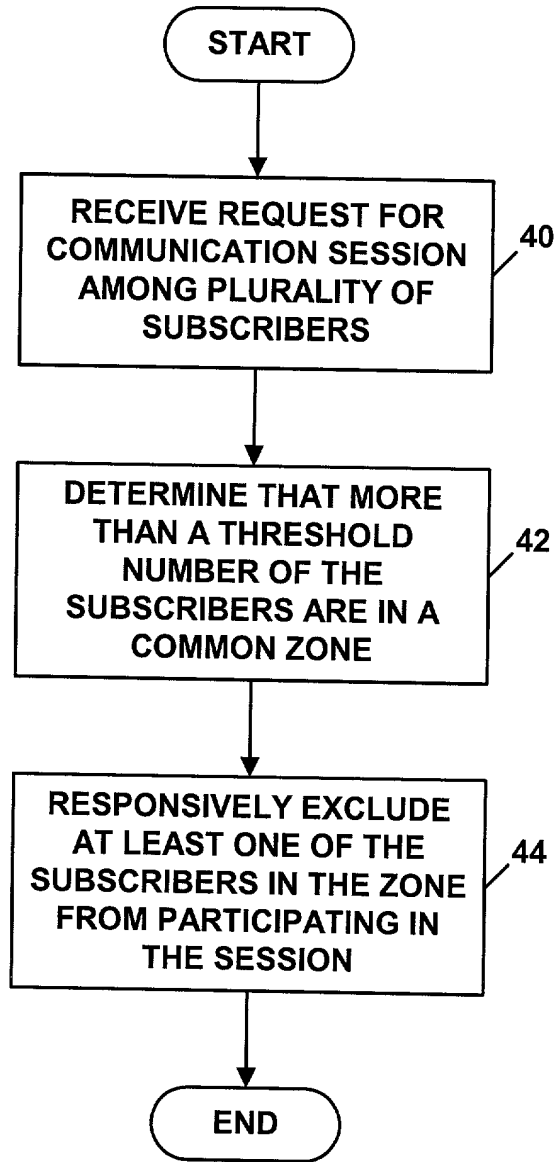 START
RECEIVE REQUEST FOR
COMMUNICATION SESSION
AMONG PLURALITY OF
SUBSCRIBERS
40
DETERMINE THAT MORE
THAN A THRESHOLD
NUMBER OF THE
SUBSCRIBERS ARE IN A
COMMON ZONE
42
RESPONSIVELY EXCLUDE
AT LEAST ONE OF THE
SUBSCRIBERS IN THE ZONE
FROM PARTICIPATING IN
THE SESSION
44
END